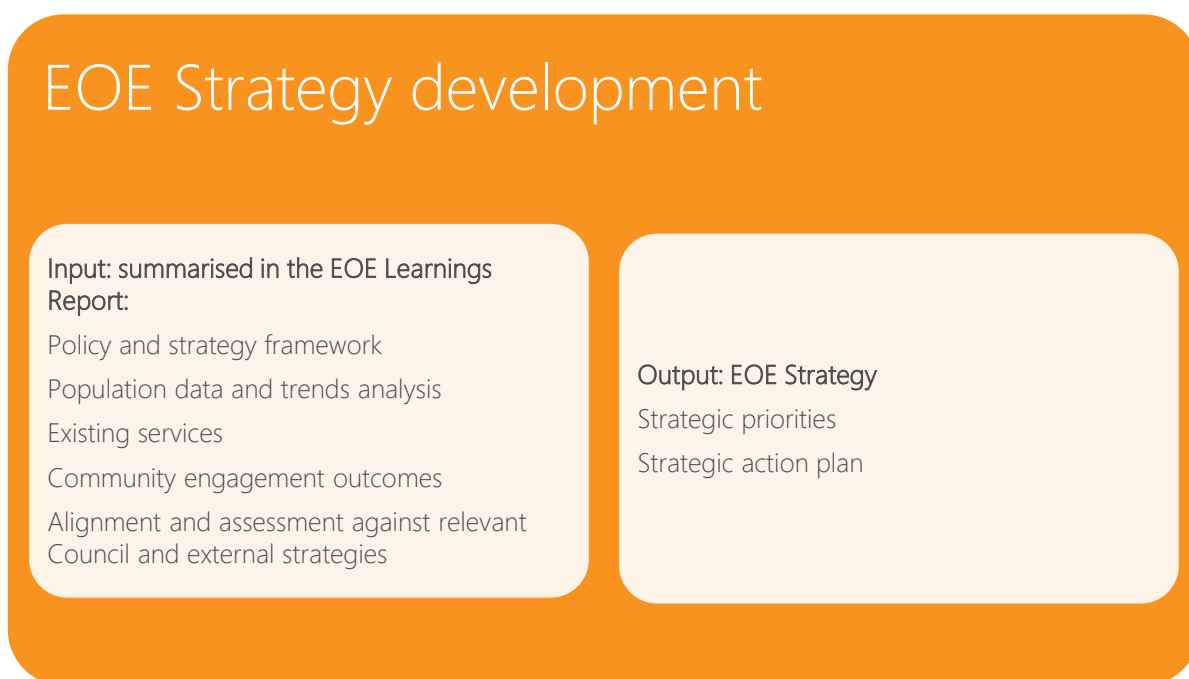 EOE Strategy development
Input: summarised in the EOE Learnings
Report:
Policy and strategy framework
Population data and trends analysis
Existing services
Community engagement outcomes
Alignment and assessment against relevant
Council and external strategies
Output: EOE Strategy
Strategic priorities
Strategic action plan